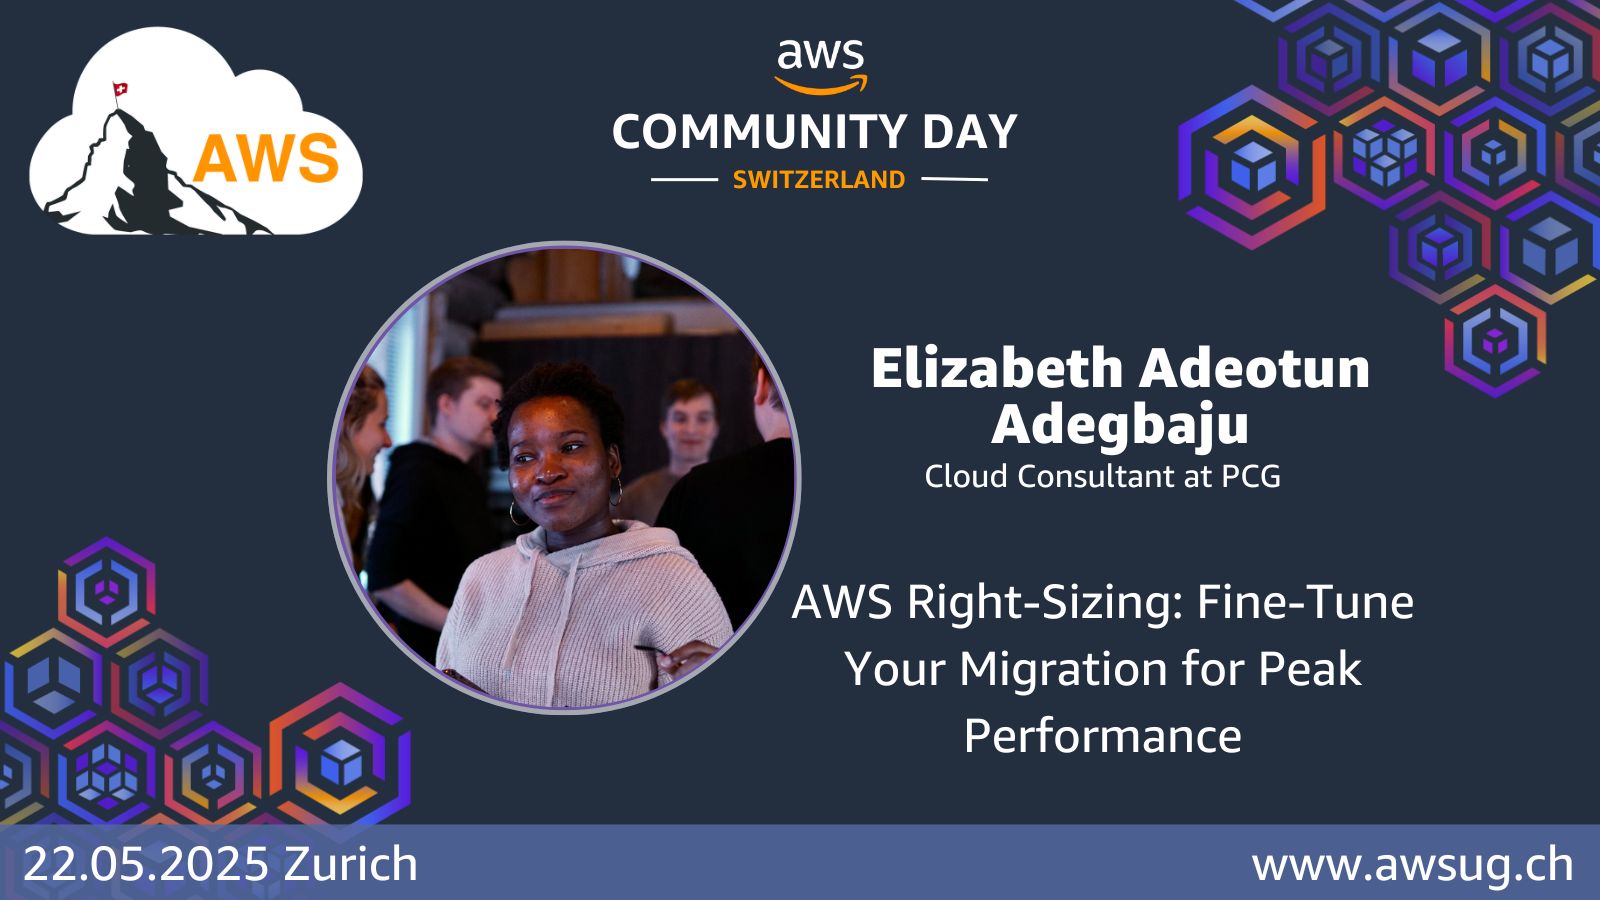 AWS
aws
COMMUNITY DAY
SWITZERLAND
Elizabeth Adeotun
Adegbaju
Cloud Consultant at PCG
AWS Right-Sizing: Fine-Tune
Your Migration for Peak
Performance
22.05.2025 Zurich
www.awsug.ch